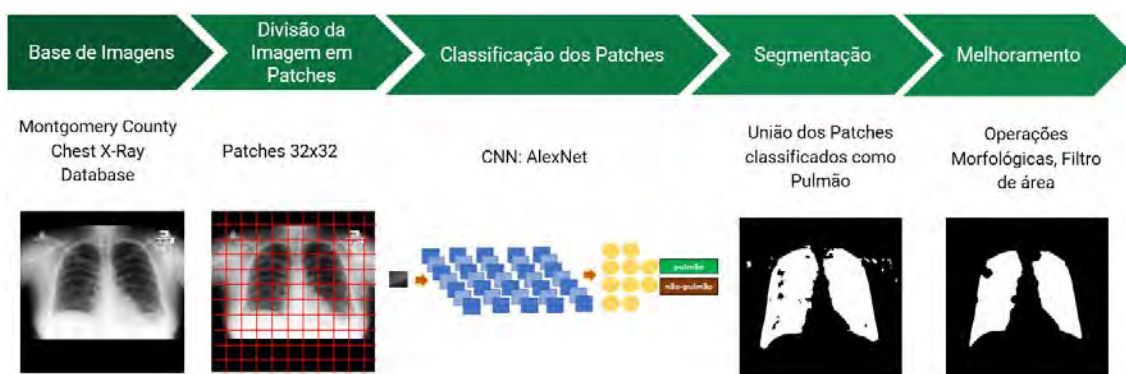 Base de Imagens
Divisão da
Imagem em
Patches
Classificação dos Patches
Segmentação
Melhoramento
Montgomery County
Chest X-Ray
Database
Patches 32x32
CNN: AlexNet
União dos Patches
classificados como
Pulmão
Operações
Morfológicas, Filtro
de área
pulmão
não-pulmão